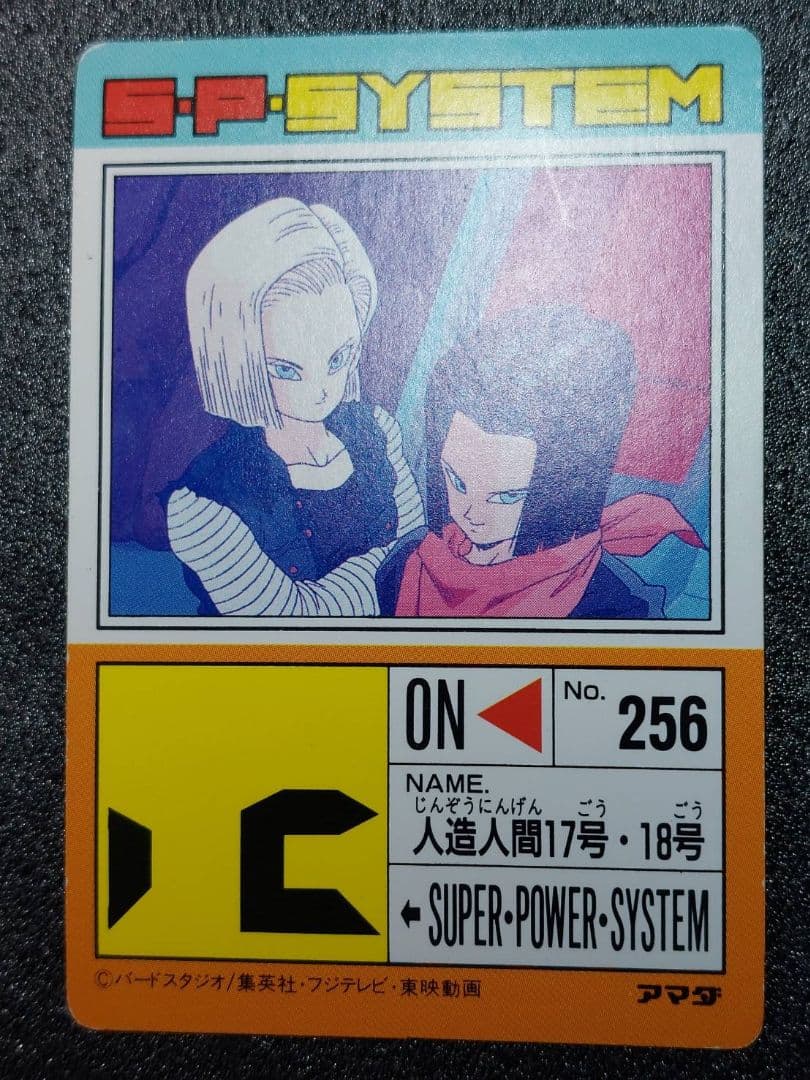 S·P·SYSTEM
ON
No. 256
NAME.
じんぞうにんげん ごう ごう
人造人間17号・18号
←SUPER・POWER・SYSTEM
©バードスタジオ/集英社・フジテレビ・東映動画
アマダ